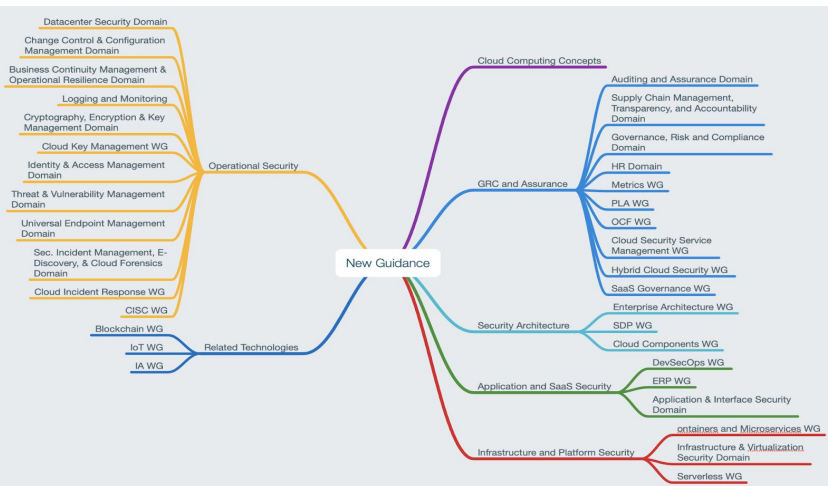 Datacenter Security Domain
Change Control & Configuration
Management Domain
Business Continuity Management &
Operational Resilience Domain
Logging and Monitoring
Cryptography, Encryption & Key
Management Domain
Cloud Key Management WG
Identity & Access Management
Domain
Threat & Vulnerability Management
Domain
Universal Endpoint Management
Domain
Sec. Incident Management, E-
Discovery, & Cloud Forensics
Domain
Cloud Incident Response WG
CISC WG
Operational Security
Blockchain WG
IoT WG
IA WG
Related Technologies
New Guidance
Cloud Computing Concepts
GRC and Assurance
Auditing and Assurance Domain
Supply Chain Management,
Transparency, and Accountability
Domain
Governance, Risk and Compliance
Domain
HR Domain
Metrics WG
PLA WG
OCF WG
Cloud Security Service
Management WG
Hybrid Cloud Security WG
SaaS Governance WG
Security Architecture
Enterprise Architecture WG
SDP WG
Cloud Components WG
Application and SaaS Security
DevSecOps WG
ERP WG
Application & Interface Security
Domain
Infrastructure and Platform Security
ontainers and Microservices WG
Infrastructure & Virtualization
Security Domain
Serverless WG